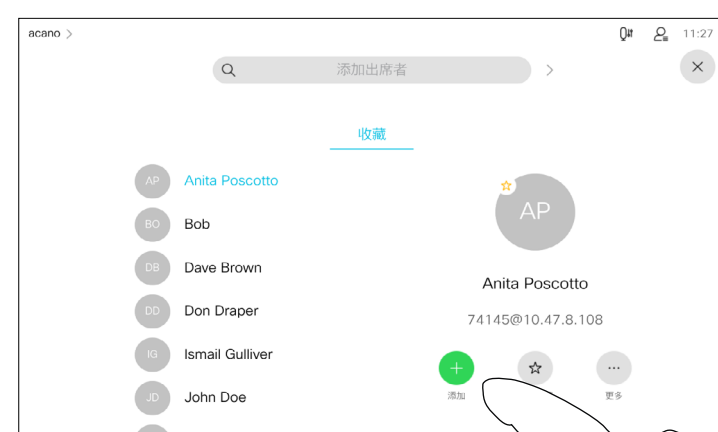 acano >
11:27
添加出席者
收藏
AP Anita Poscotto
BO Bob
DB Dave Brown
DD Don Draper
IG Ismail Gulliver
JD John Doe
AP
Anita Poscotto
74145@10.47.8.108
添加
更多